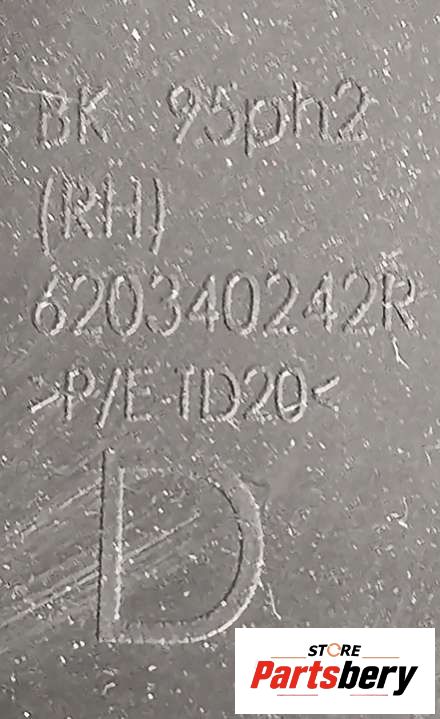 BK 95ph2
(RH)
620340242R
>P/E-TD20<
D
STORE
Partsbery